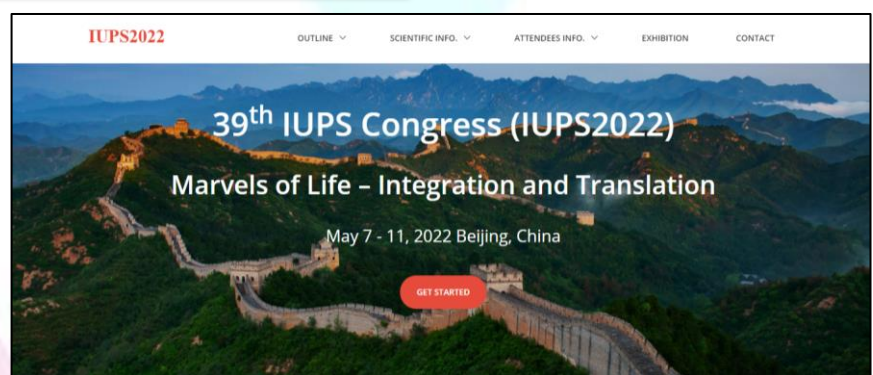 IUPS2022
OUTLINE SCIENTIFIC INFO. ATTENDEES INFO. EXHIBITION CONTACT
39th IUPS Congress (IUPS2022)
Marvels of Life – Integration and Translation
May 7 - 11, 2022 Beijing, China
GET STARTED